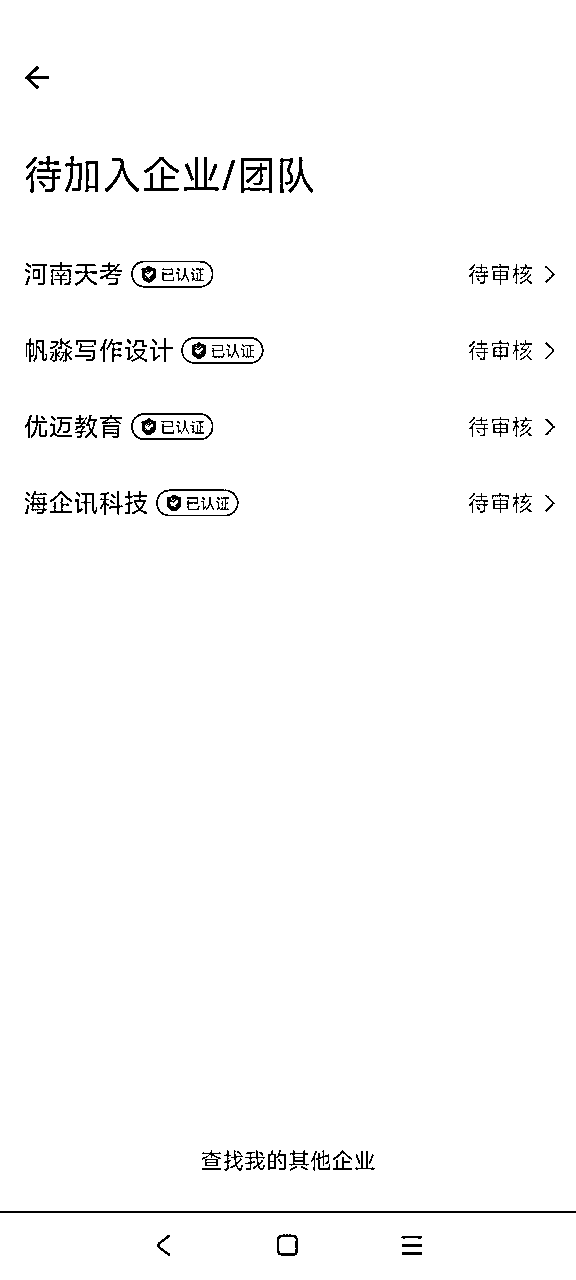 待加入企业/团队
河南天考 已认证 待审核
帆淼写作设计 已认证 待审核
优迈教育 已认证 待审核
海企讯科技 已认证 待审核
查找我的其他企业